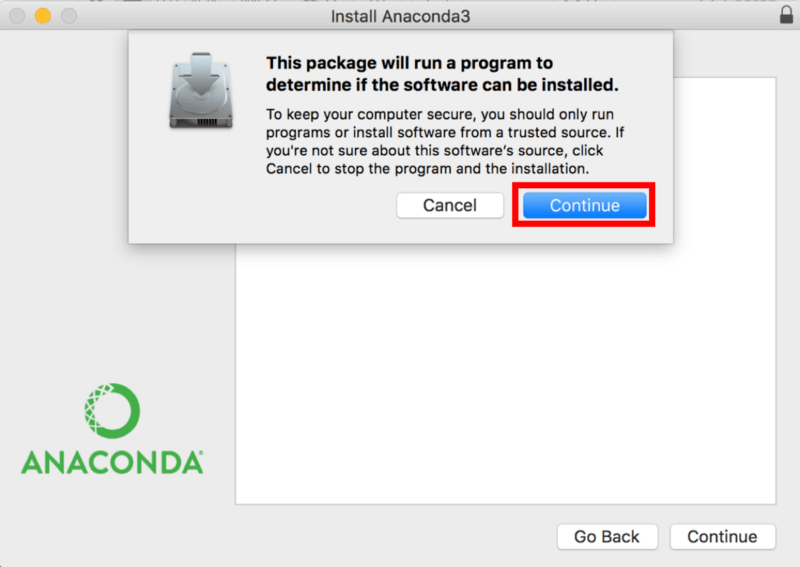 Install Anaconda3
This package will run a program to
determine if the software can be installed.
To keep your computer secure, you should only run
programs or install software from a trusted source. If
you're not sure about this software's source, click
Cancel to stop the program and the installation.
Cancel
Continue
ANACONDA
Go Back
Continue